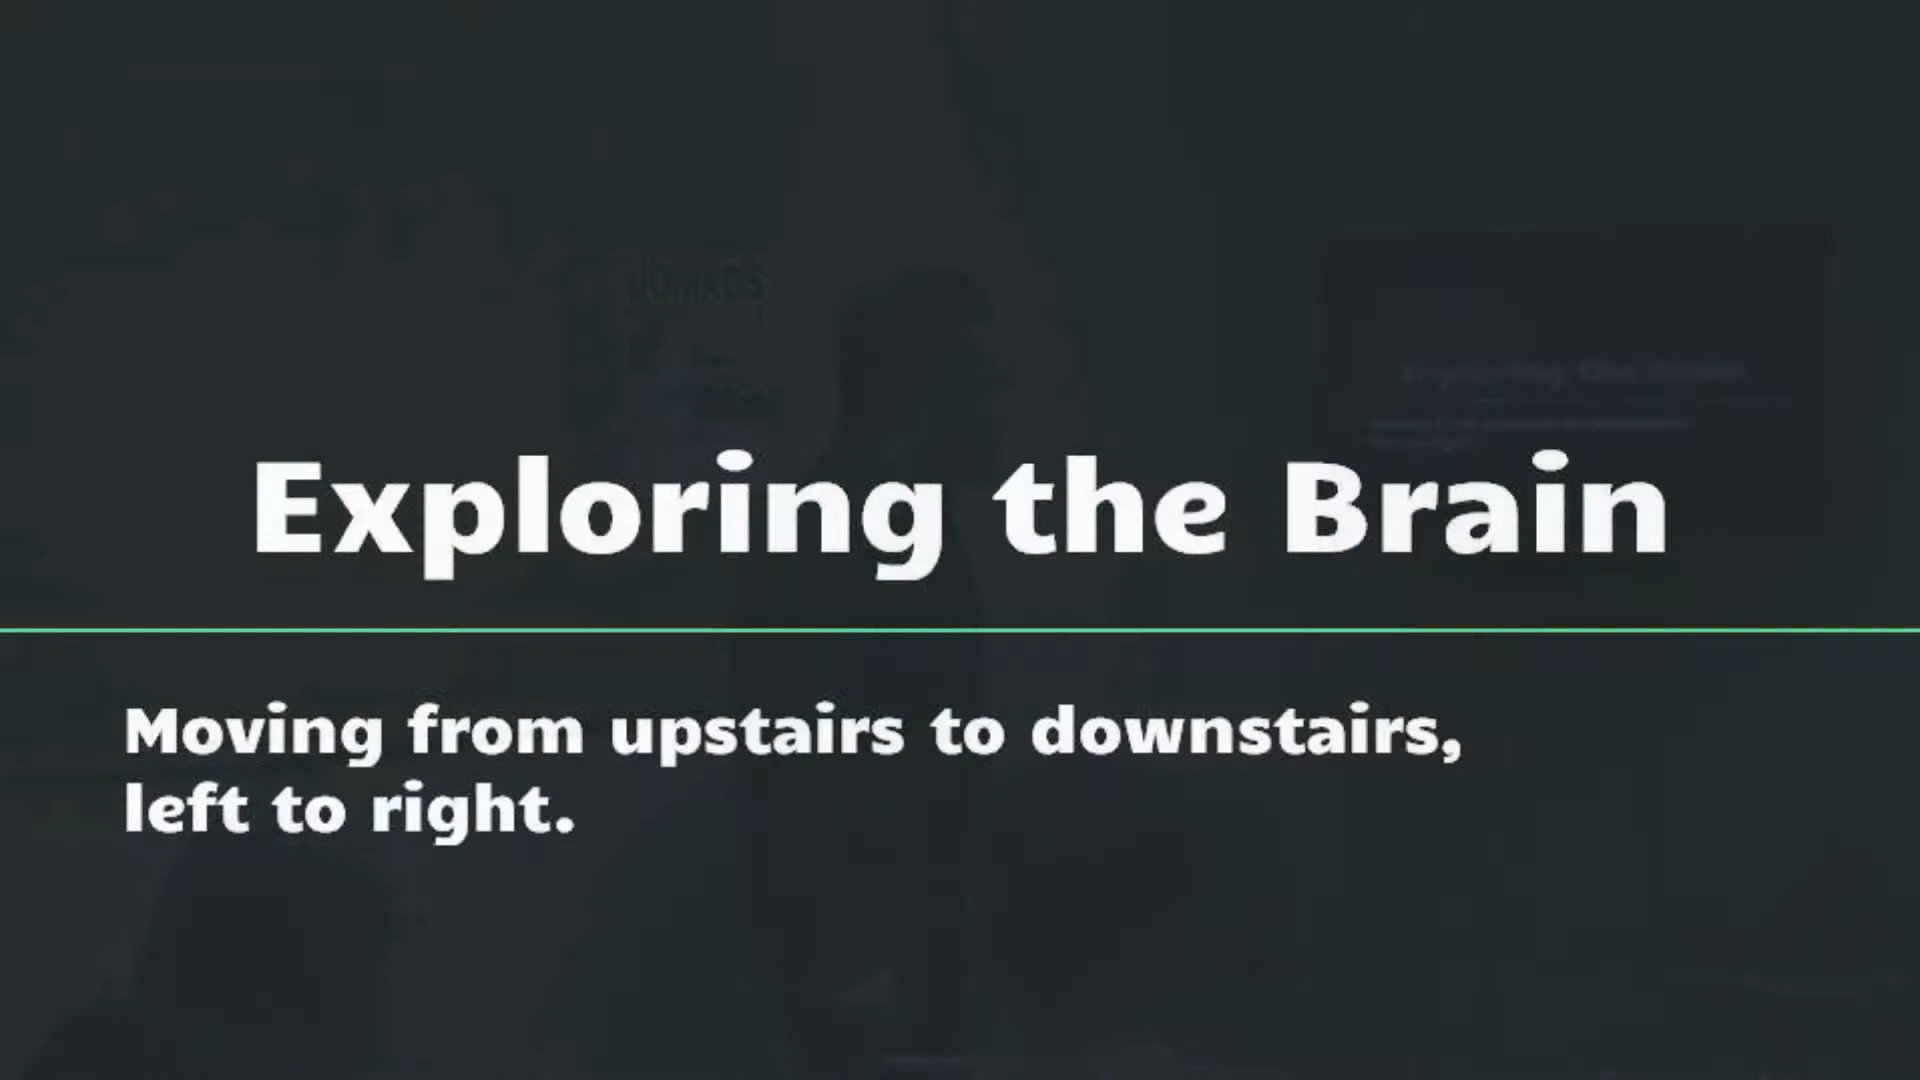 Exploring the Brain
Moving from upstairs to downstairs,
left to right.